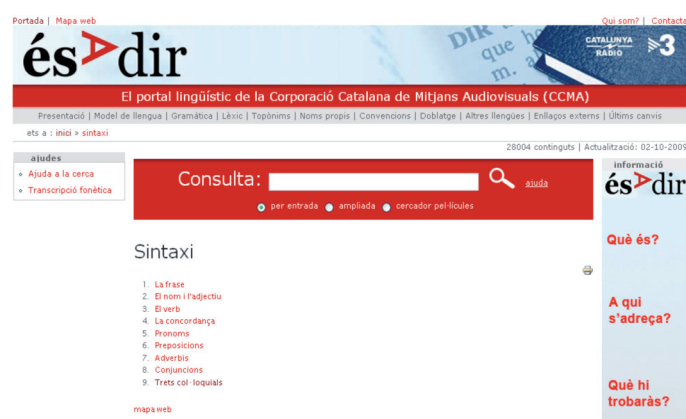 Portada | Mapa web
Qui som? | Contacta
ésAdir
DIR
que
m.
CATALUNYA RÀDIO
3
El portal lingüístic de la Corporació Catalana de Mitjans Audiovisuals (CCMA)
Presentació | Model de llengua | Gramàtica | Lèxic | Topònims | Noms propis | Convencions | Doblatge | Altres llengües | Enllaços externs | Últims canvis
ets a : inici » sintaxi
28004 continguts | Actualització: 02-10-2009
ajudes
Ajuda a la cerca
Transcripció fonètica
Consulta:
ajuda
per entrada ampliada cercador pel·lícules
informació
ésAdir
Què és?
A qui
s'adreça?
Què hi
trobaràs?
Sintaxi
1. La frase
2. El nom i l'adjectiu
3. El verb
4. La concordança
5. Pronoms
6. Preposicions
7. Adverbis
8. Conjuncions
9. Trets col·loquials
mapa web